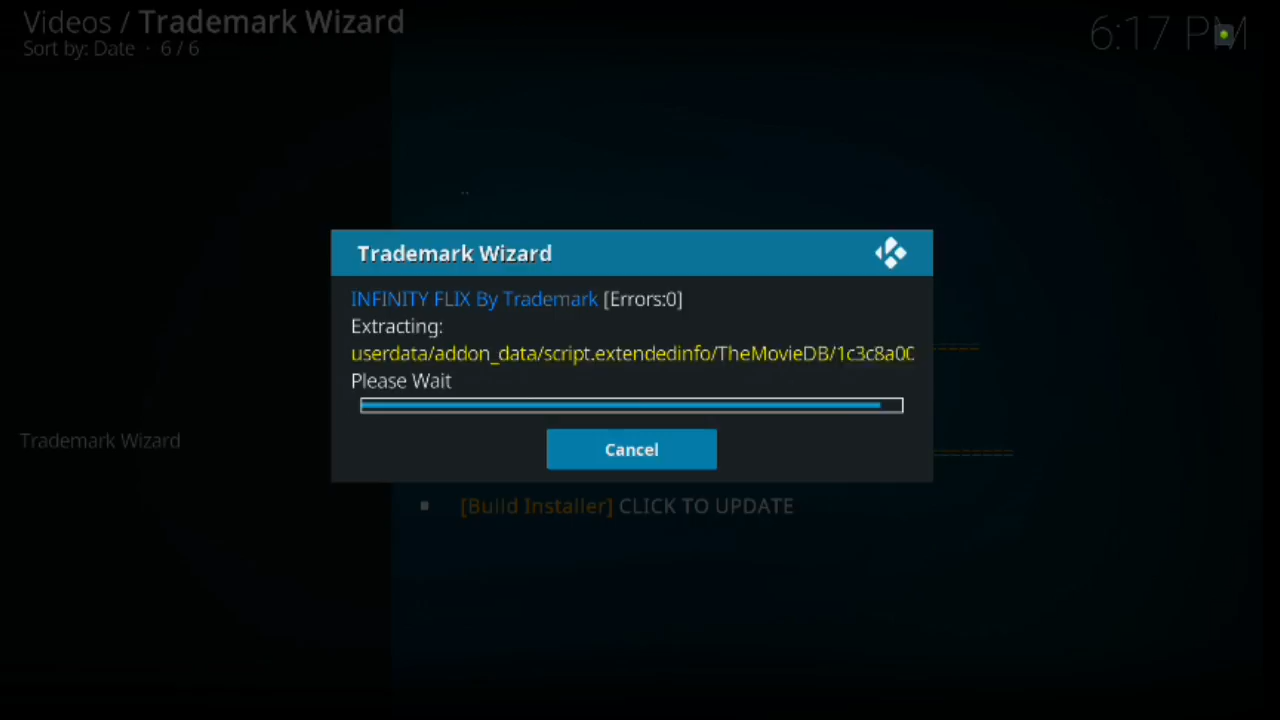 Videos / Trademark Wizard
Sort by: Date · 6 / 6
6:17 PM
..
Trademark Wizard
INFINITY FLIX By Trademark [Errors:0]
Extracting:
userdata/addon_data/script.extendedinfo/TheMovieDB/1c3c8a00
Please Wait
Cancel
Trademark Wizard
[Build Installer] CLICK TO UPDATE